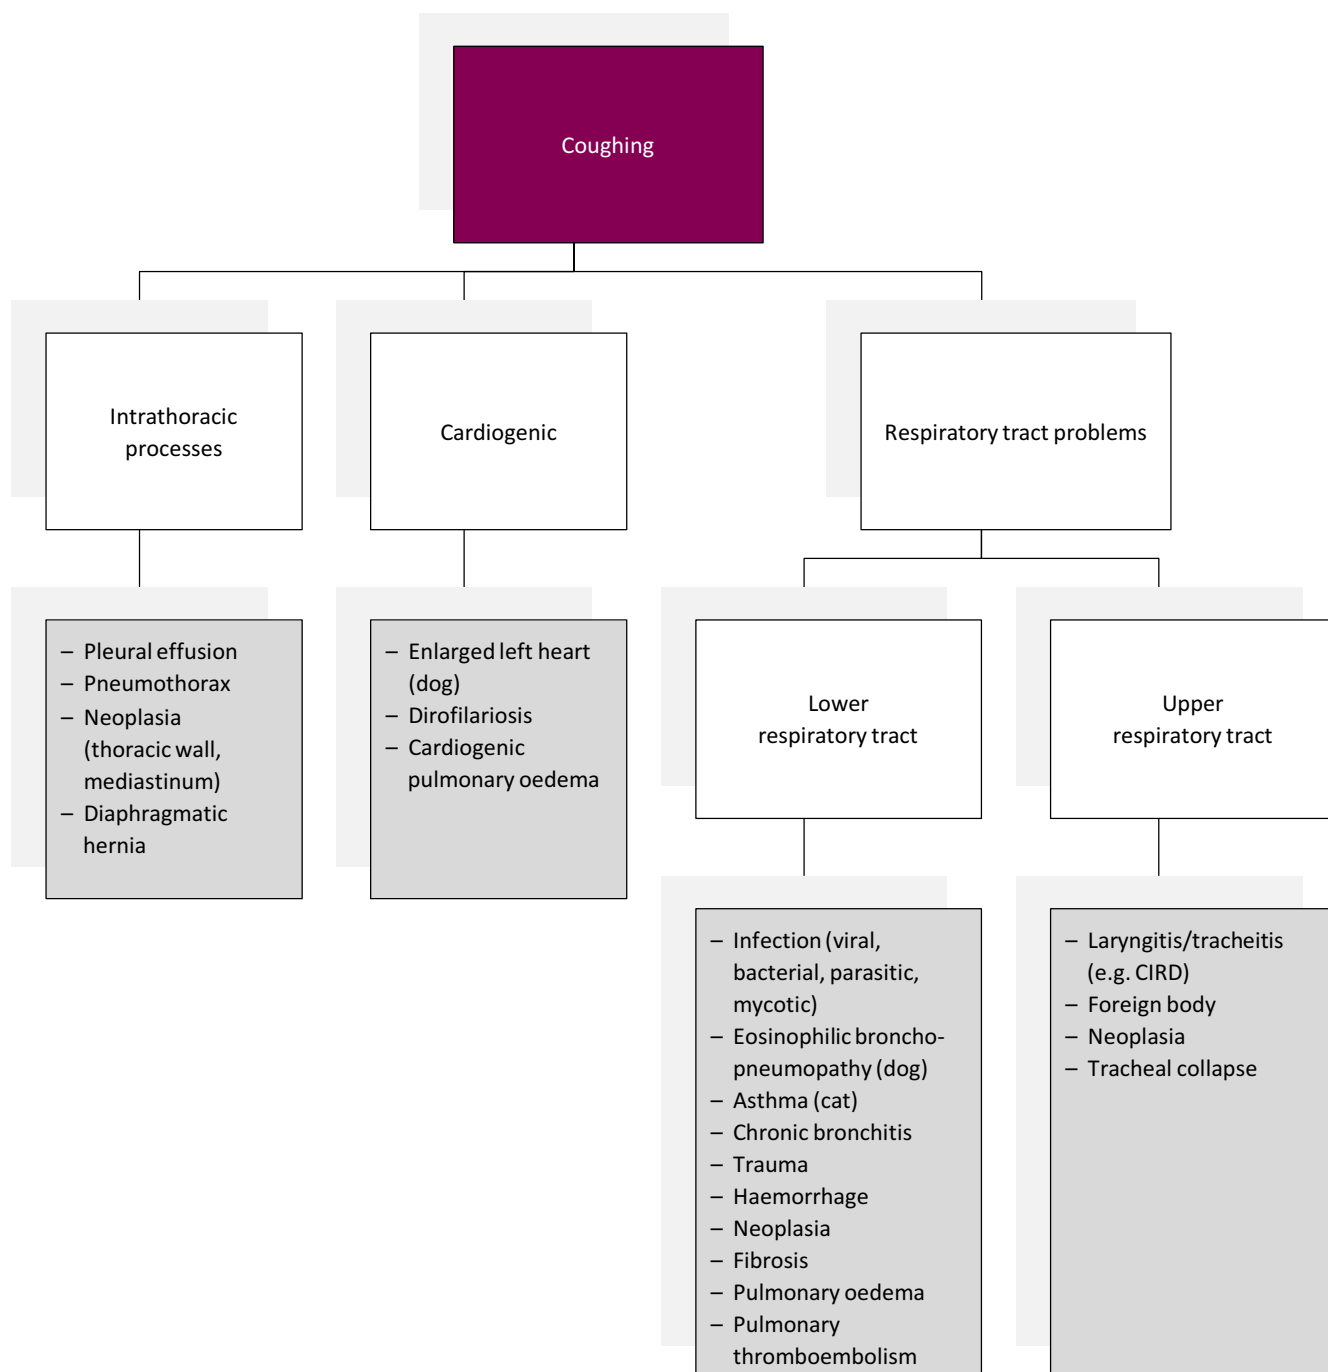 Coughing
Intrathoracic
processes
Cardiogenic
Respiratory tract problems
– Pleural effusion
– Pneumothorax
– Neoplasia
(thoracic wall,
mediastinum)
– Diaphragmatic
hernia
– Enlarged left heart
(dog)
– Dirofilariosis
– Cardiogenic
pulmonary oedema
Lower
respiratory tract
Upper
respiratory tract
– Infection (viral,
bacterial, parasitic,
mycotic)
– Eosinophilic broncho-
pneumopathy (dog)
– Asthma (cat)
– Chronic bronchitis
– Trauma
– Haemorrhage
– Neoplasia
– Fibrosis
– Pulmonary oedema
– Pulmonary
thromboembolism
– Laryngitis/tracheitis
(e.g. CIRD)
– Foreign body
– Neoplasia
– Tracheal collapse